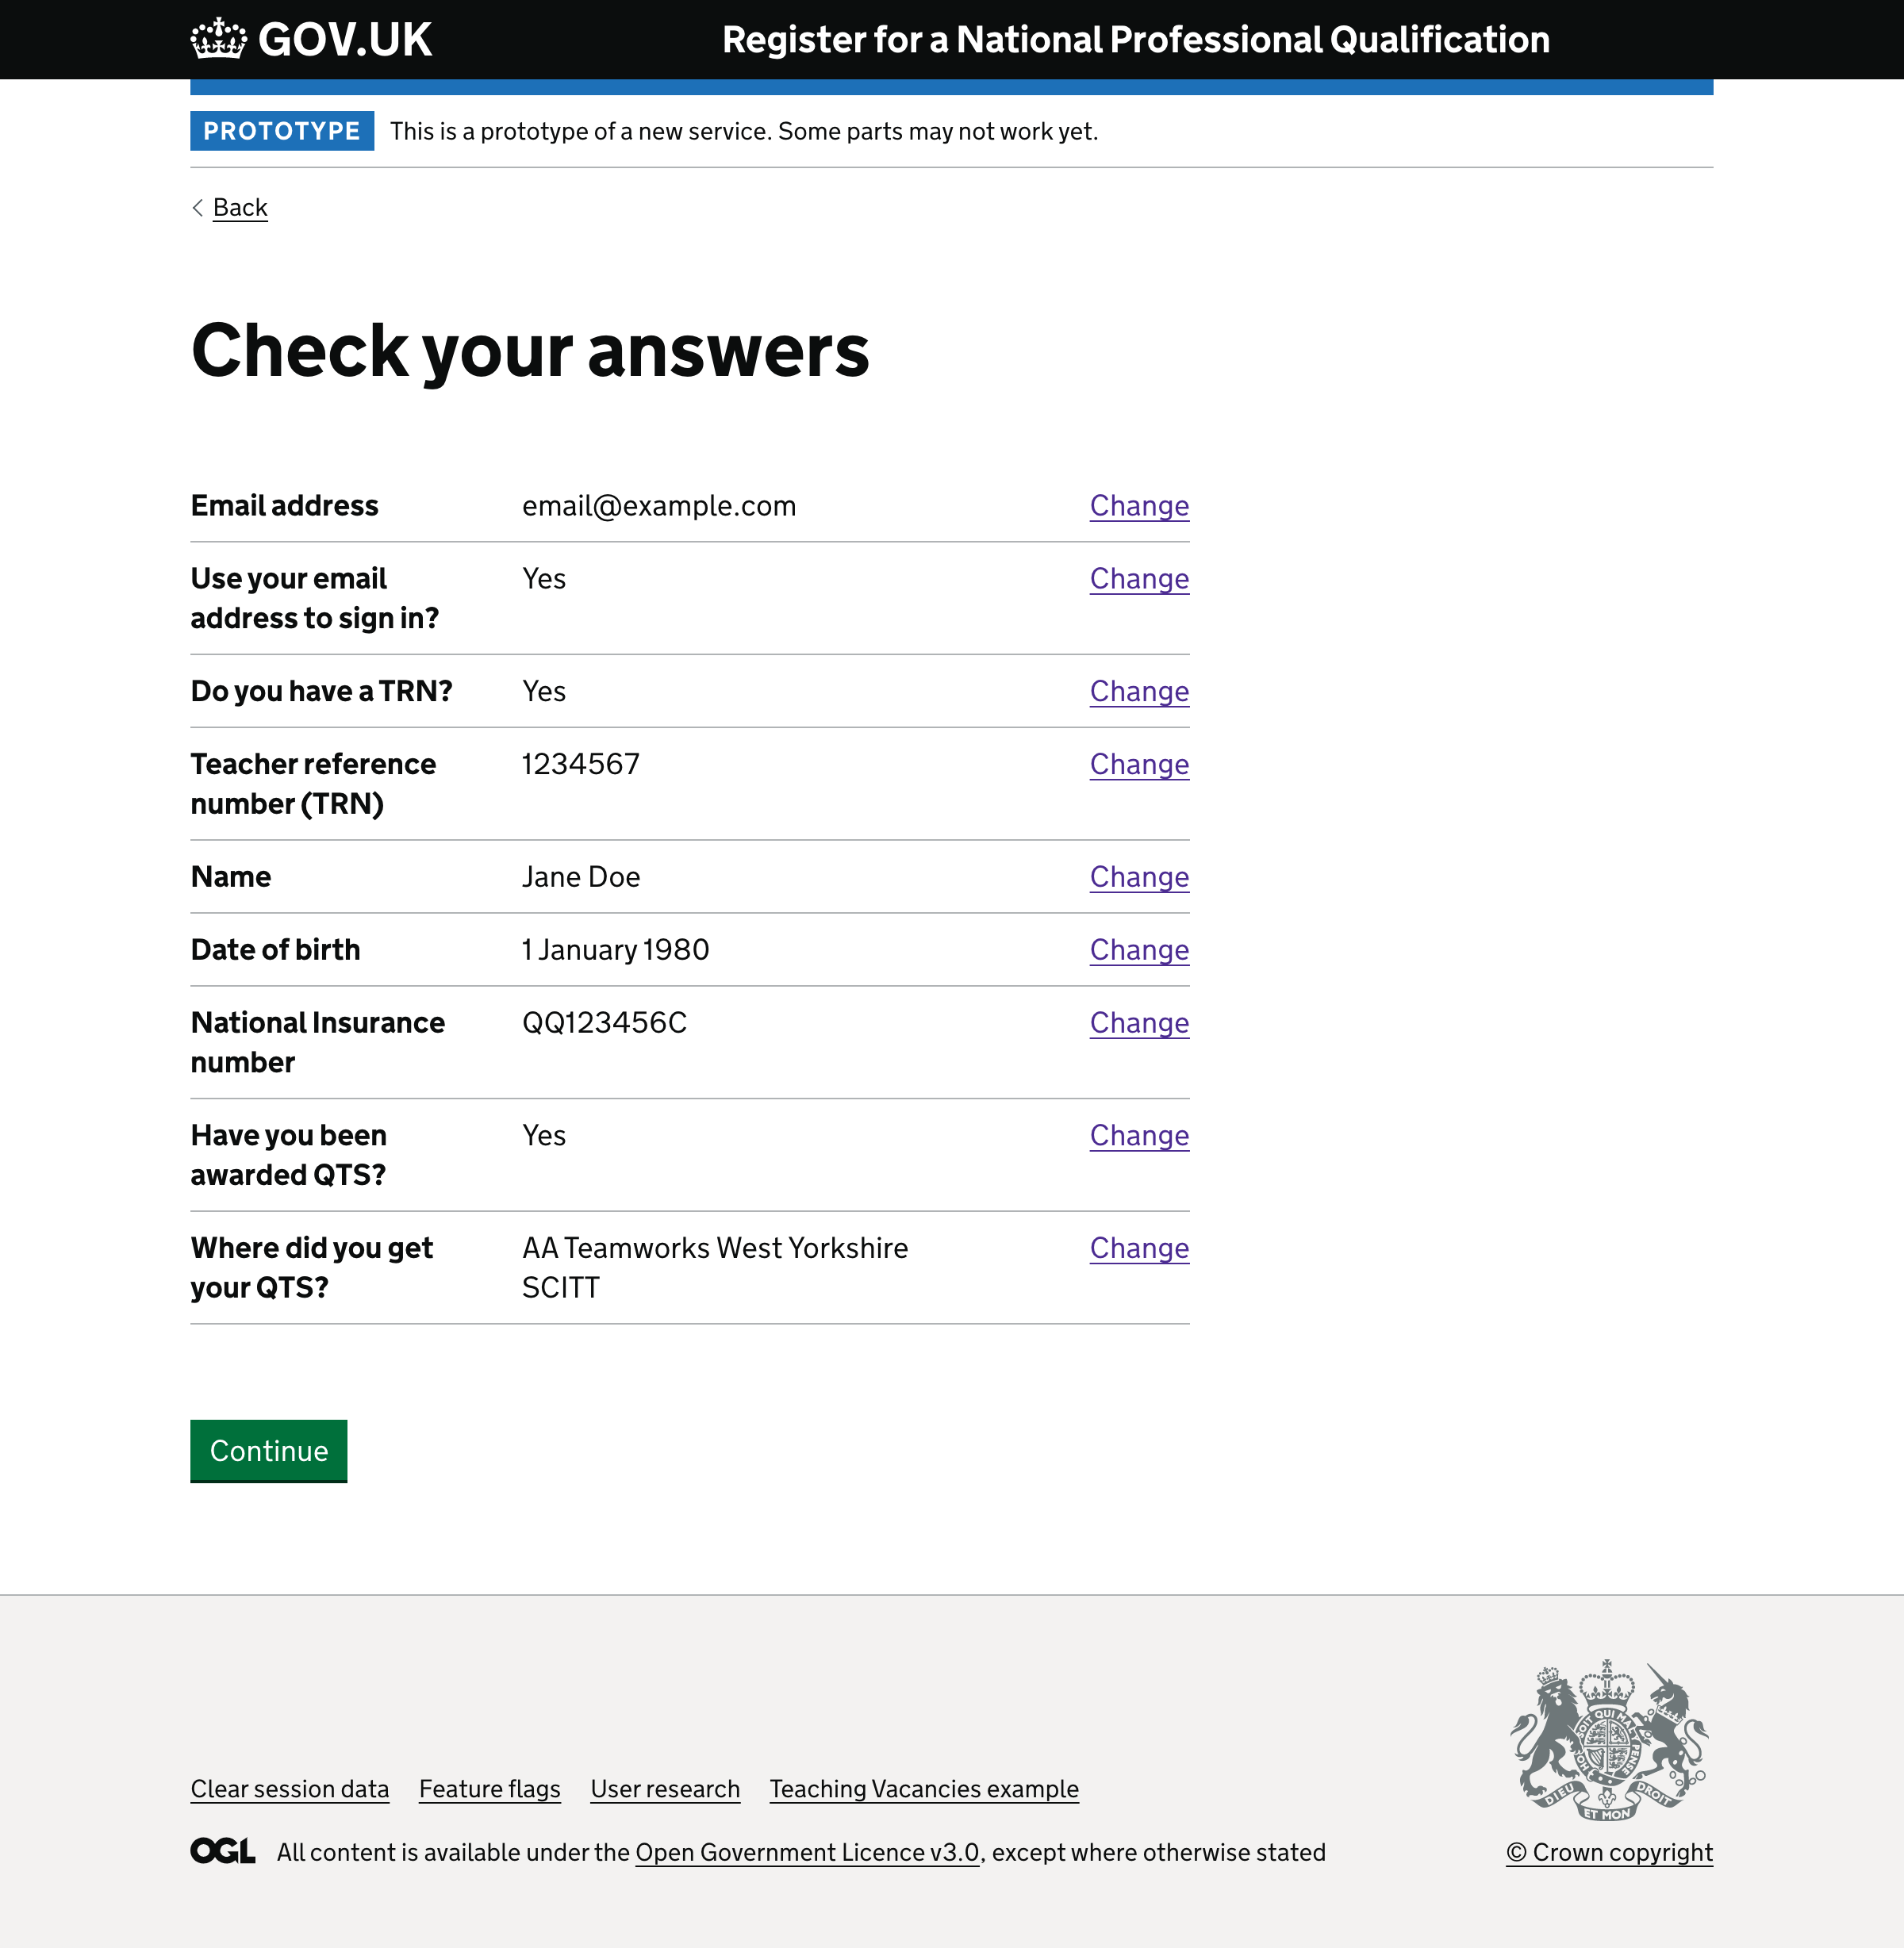 GOV.UK
Register for a National Professional Qualification
PROTOTYPE
This is a prototype of a new service. Some parts may not work yet.
Back
Check your answers
Email address
email@example.com
Change
Use your email
address to sign in?
Yes
Change
Do you have a TRN?
Yes
Change
Teacher reference
number (TRN)
1234567
Change
Name
Jane Doe
Change
Date of birth
1 January 1980
Change
National Insurance
number
QQ123456C
Change
Have you been
awarded QTS?
Yes
Change
Where did you get
your QTS?
AA Teamworks West Yorkshire
SCITT
Change
Continue
Clear session data
Feature flags
User research
Teaching Vacancies example
OGL
All content is available under the Open Government Licence v3.0, except where otherwise stated
DIEU ET MON DROIT
© Crown copyright